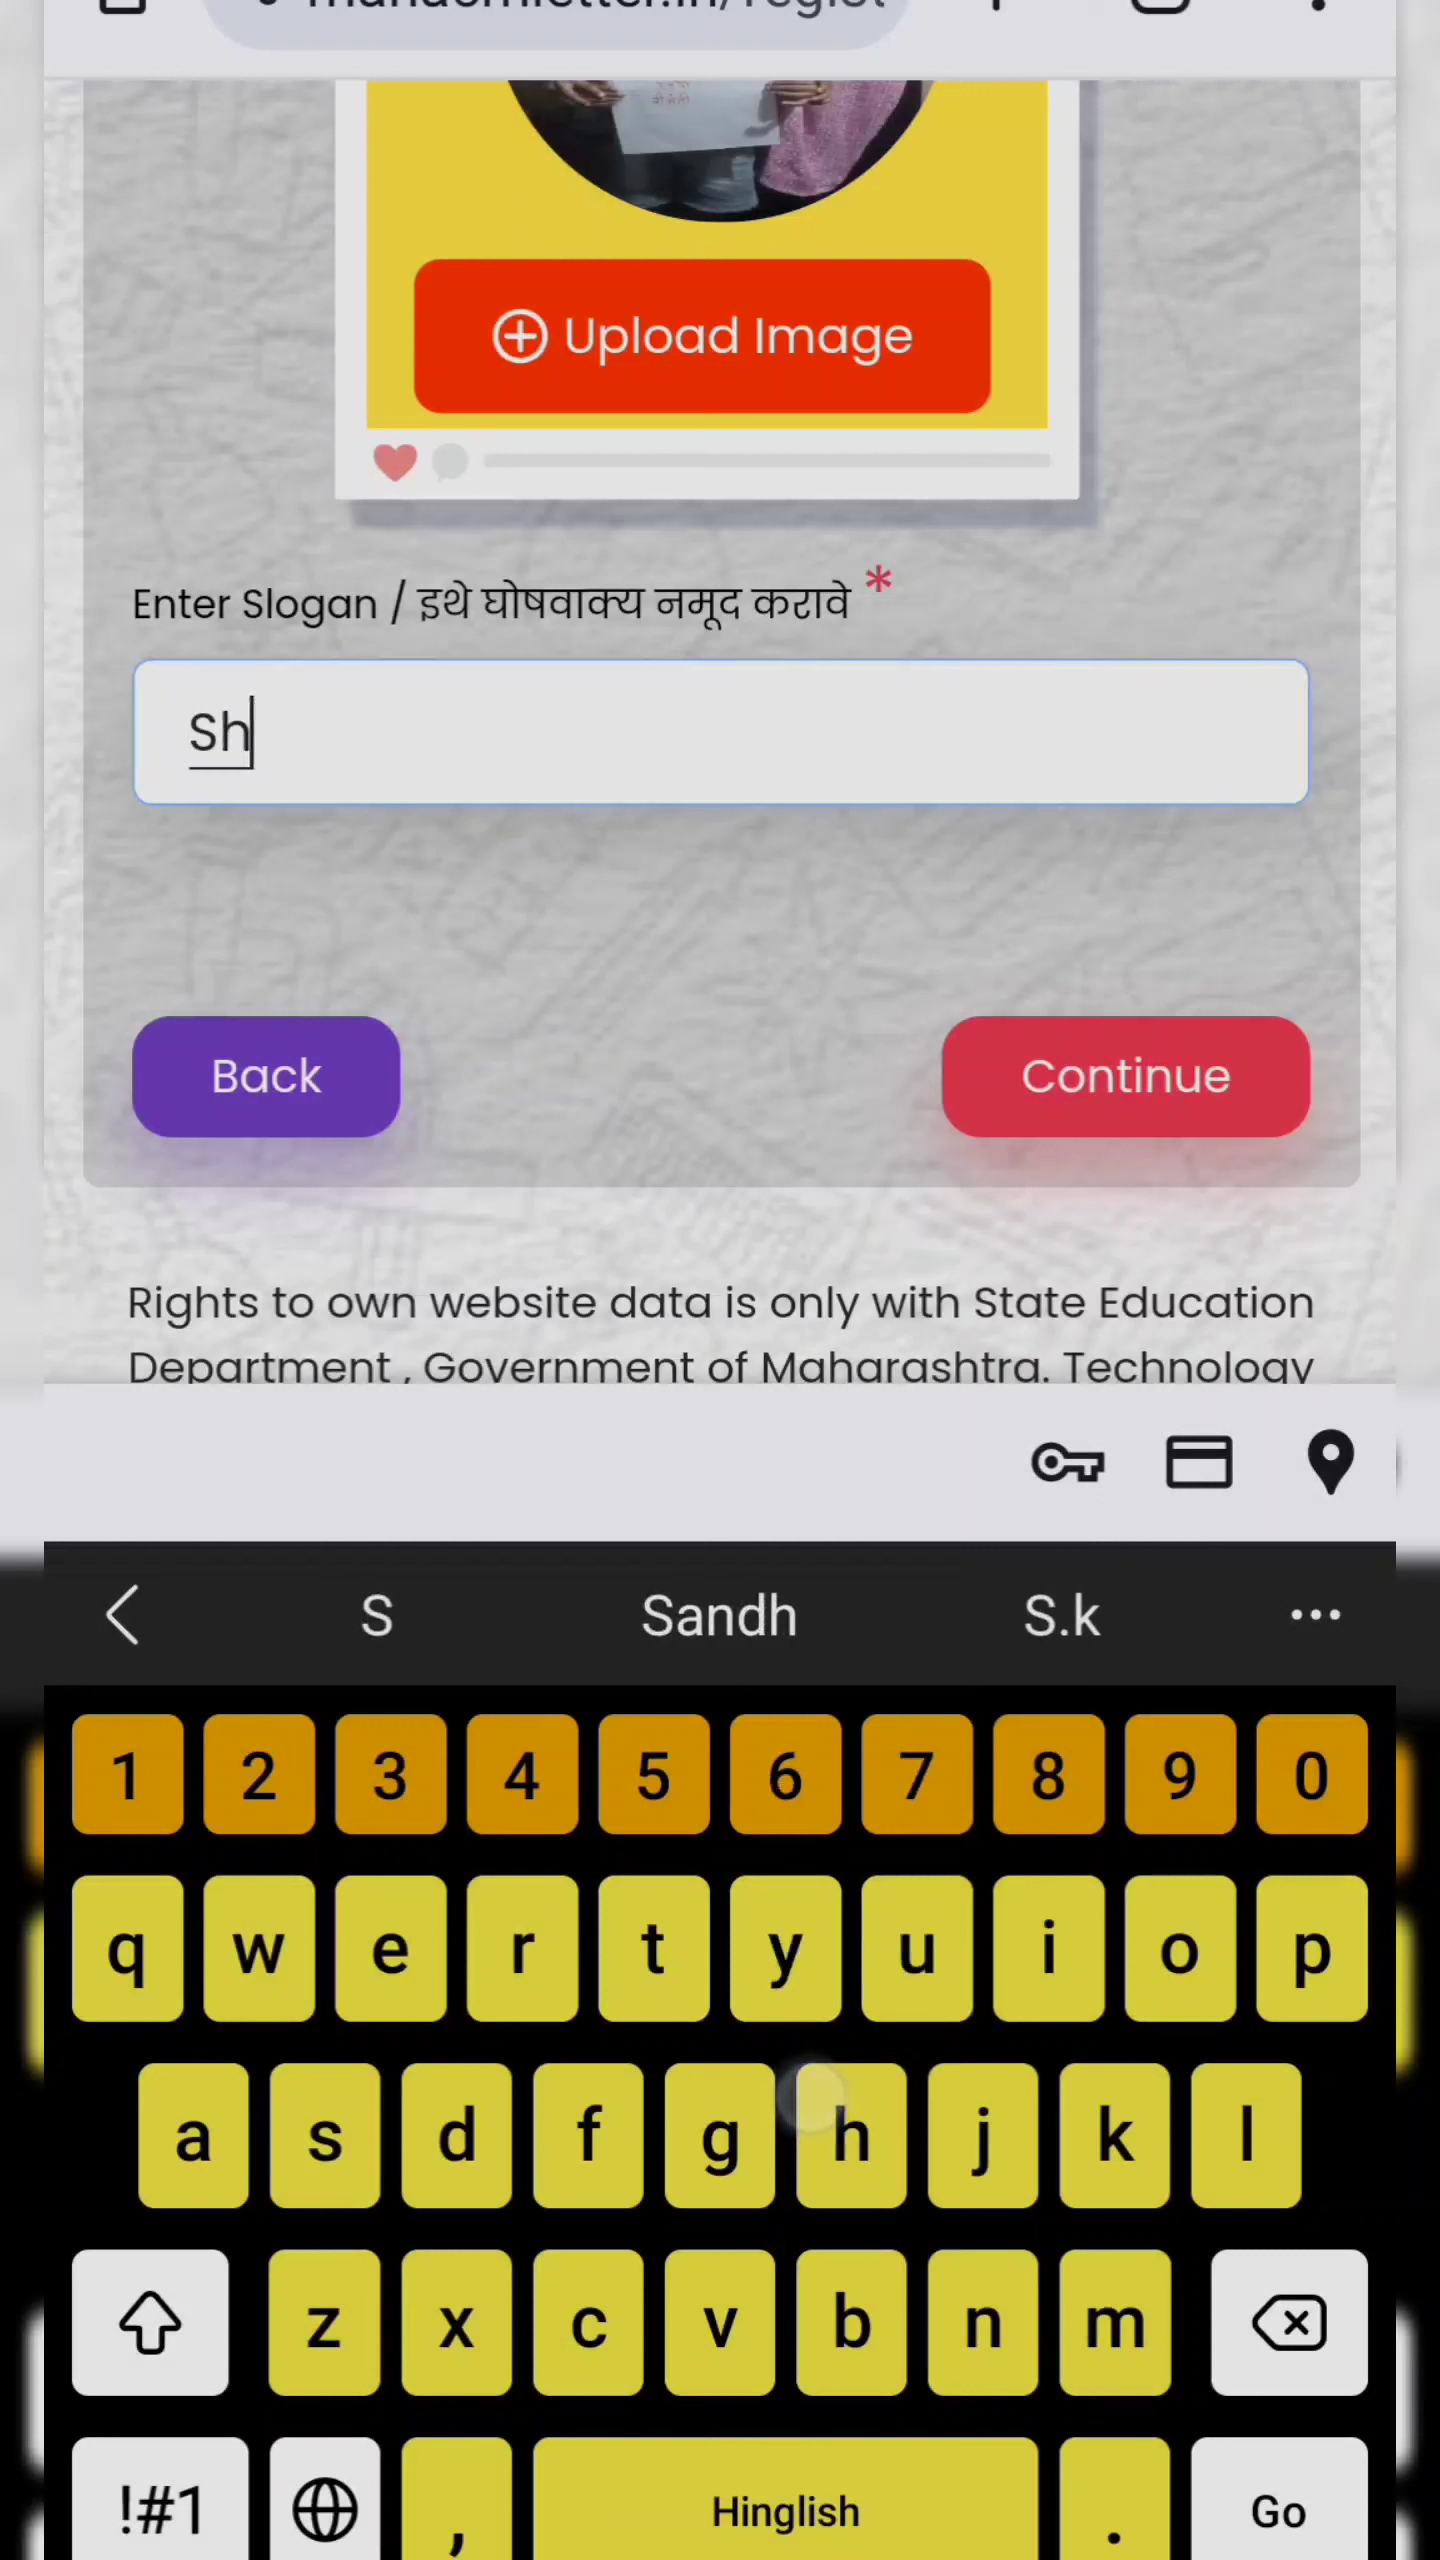 Upload Image
Enter Slogan / इथे घोषवाक्य नमूद करावे *
Sh
Back
Continue
Rights to own website data is only with State Education
Department , Government of Maharashtra. Technology
S Sandh S.k ...
1 2 3 4 5 6 7 8 9 0
q w e r t y u i o p
a s d f g h j k l
z x c v b n m
!#1 , Hinglish . Go